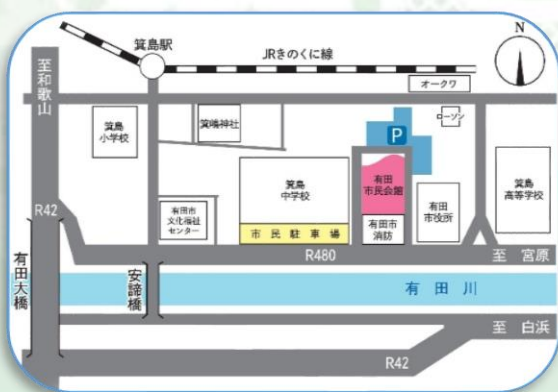 N
箕島駅
JRきのくに線
オークワ
至和歌山
箕島
小学校
箕嶋神社
P
ローソン
箕島
中学校
有田
市民会館
有田
市役所
箕島
高等学校
有田市
文化福祉
センター
市民駐車場
有田市
消防
R42
R480
至 宮原
有田大橋
安諦橋
有田川
至 白浜
R42